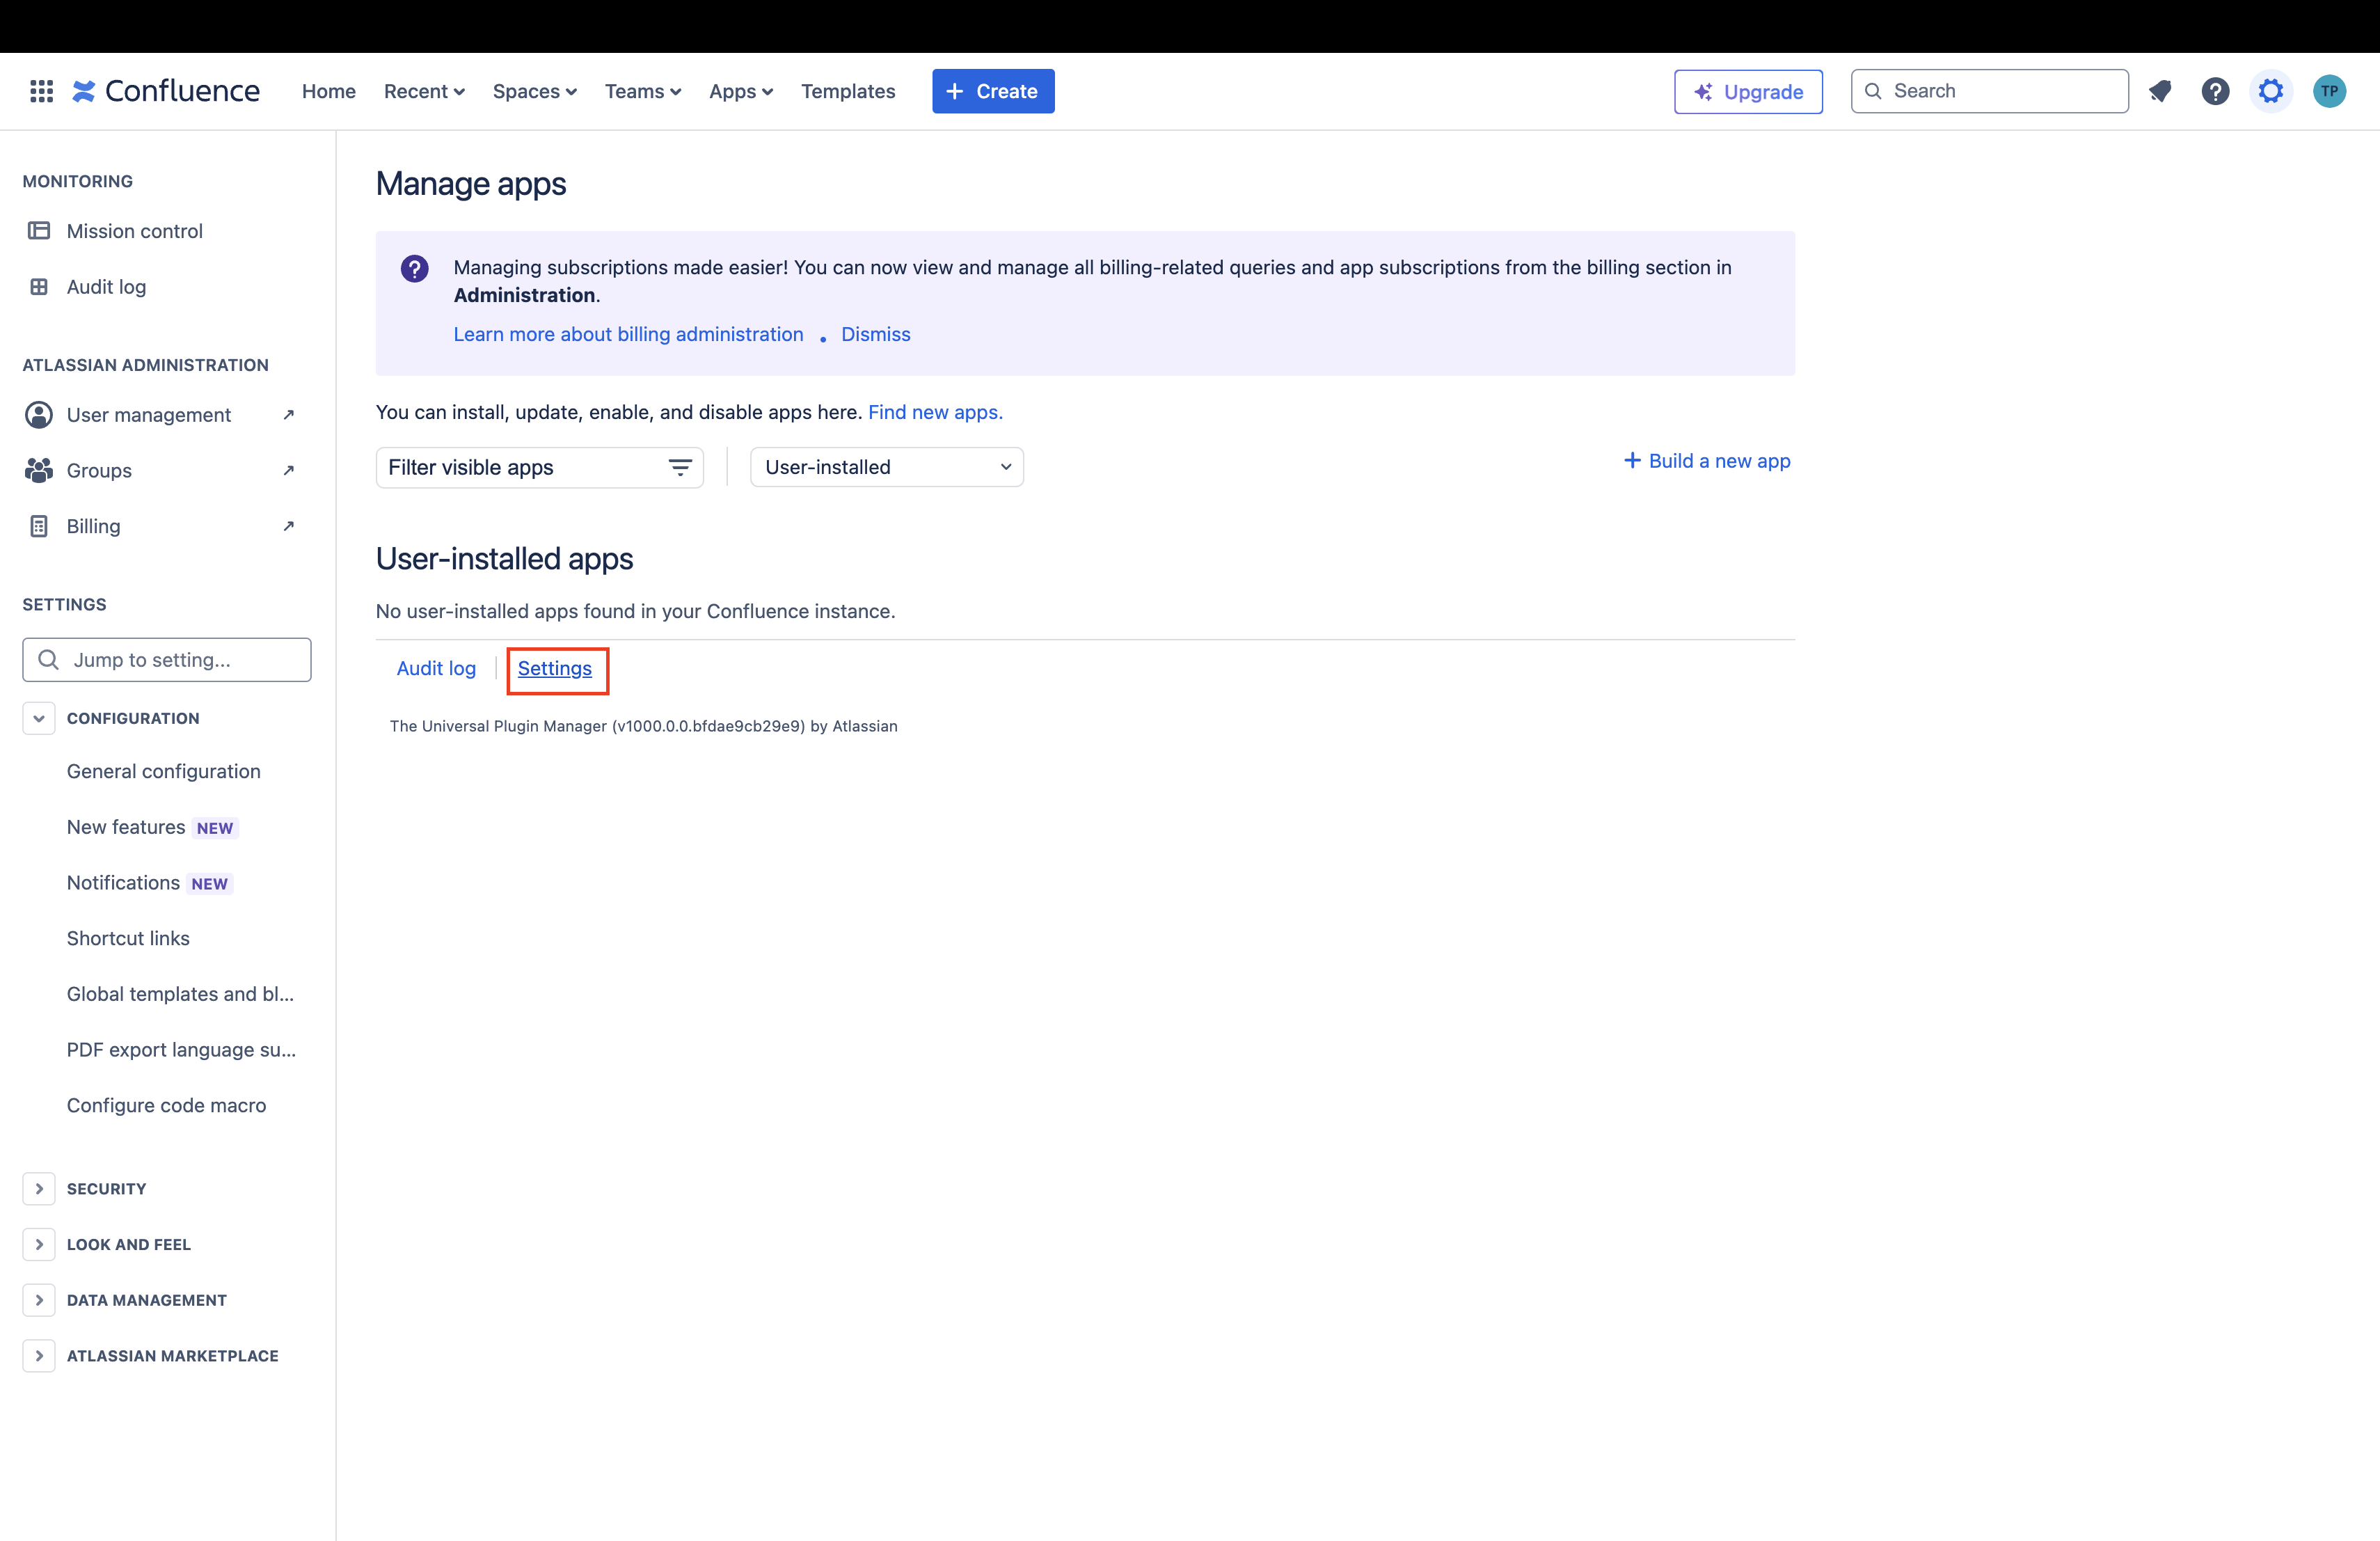 Confluence
Home Recent Spaces Teams Apps Templates Create Upgrade Search TP
MONITORING
Mission control
Audit log
ATLASSIAN ADMINISTRATION
User management
Groups
Billing
SETTINGS
Jump to setting...
CONFIGURATION
General configuration
New features NEW
Notifications NEW
Shortcut links
Global templates and bl...
PDF export language su...
Configure code macro
SECURITY
LOOK AND FEEL
DATA MANAGEMENT
ATLASSIAN MARKETPLACE
Manage apps
Managing subscriptions made easier! You can now view and manage all billing-related queries and app subscriptions from the billing section in
Administration.
Learn more about billing administration . Dismiss
You can install, update, enable, and disable apps here. Find new apps.
Filter visible apps User-installed + Build a new app
User-installed apps
No user-installed apps found in your Confluence instance.
Audit log Settings
The Universal Plugin Manager (v1000.0.0.bfdae9cb29e9) by Atlassian